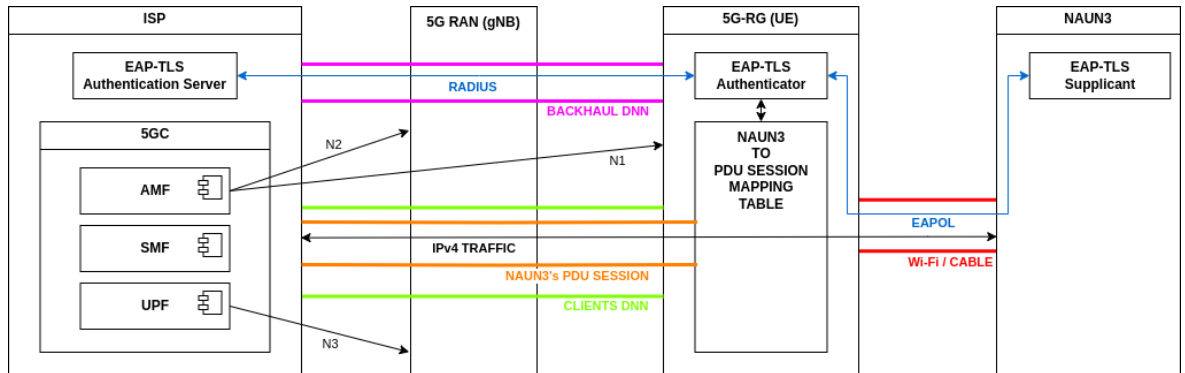 ISP
5G RAN (gNB)
5G-RG (UE)
NAUN3
EAP-TLS
Authentication Server
RADIUS
BACKHAUL DNN
EAP-TLS
Authenticator
EAP-TLS
Supplicant
5GC
AMF
SMF
UPF
N2
N1
N3
NAUN3
TO
PDU SESSION
MAPPING
TABLE
EAPOL
IPv4 TRAFFIC
Wi-Fi / CABLE
NAUN3's PDU SESSION
CLIENTS DNN